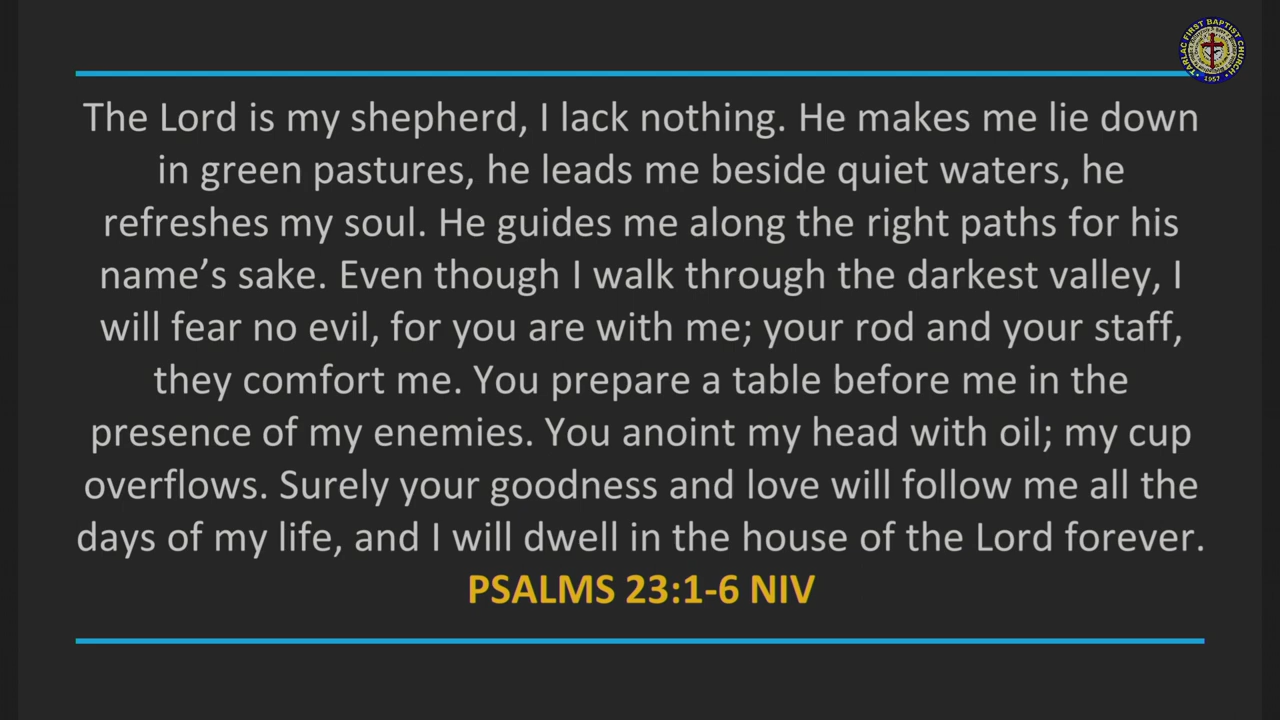 TARLAC FIRST BAPTIST CHURCH
1957
The Lord is my shepherd, I lack nothing. He makes me lie down
in green pastures, he leads me beside quiet waters, he
refreshes my soul. He guides me along the right paths for his
name’s sake. Even though I walk through the darkest valley, I
will fear no evil, for you are with me; your rod and your staff,
they comfort me. You prepare a table before me in the
presence of my enemies. You anoint my head with oil; my cup
overflows. Surely your goodness and love will follow me all the
days of my life, and I will dwell in the house of the Lord forever.
PSALMS 23:1-6 NIV